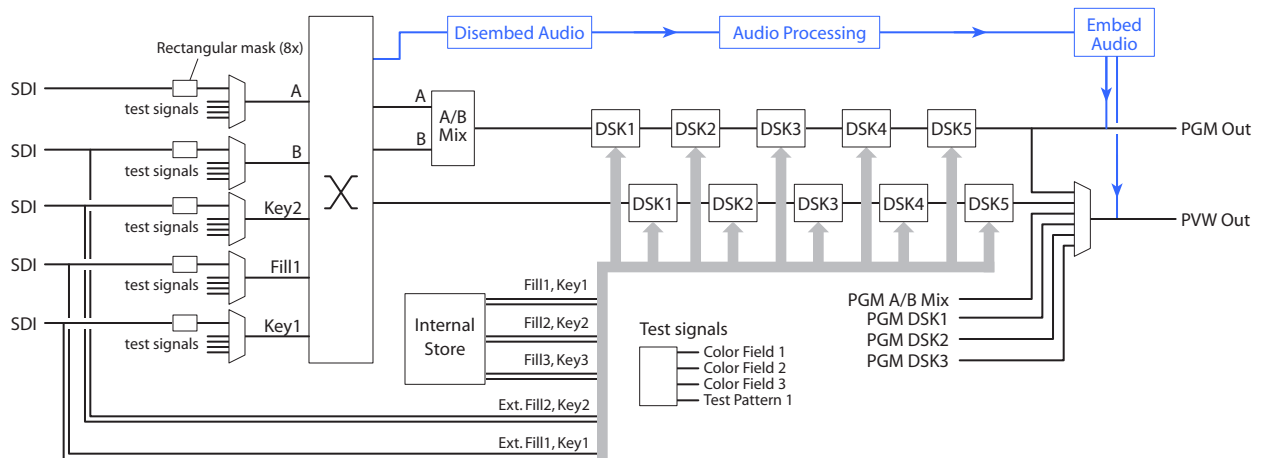 Disembed Audio
Audio Processing
Embed
Audio
Rectangular mask (8x)
SDI
test signals
A
A
A/B
Mix
B
DSK1
DSK2
DSK3
DSK4
DSK5
PGM Out
SDI
test signals
B
SDI
test signals
Key2
DSK1
DSK2
DSK3
DSK4
DSK5
PVW Out
SDI
test signals
Fill1
SDI
test signals
Key1
Internal
Store
Fill1, Key1
Fill2, Key2
Fill3, Key3
Ext. Fill2, Key2
Ext. Fill1, Key1
Test signals
Color Field 1
Color Field 2
Color Field 3
Test Pattern 1
PGM A/B Mix
PGM DSK1
PGM DSK2
PGM DSK3